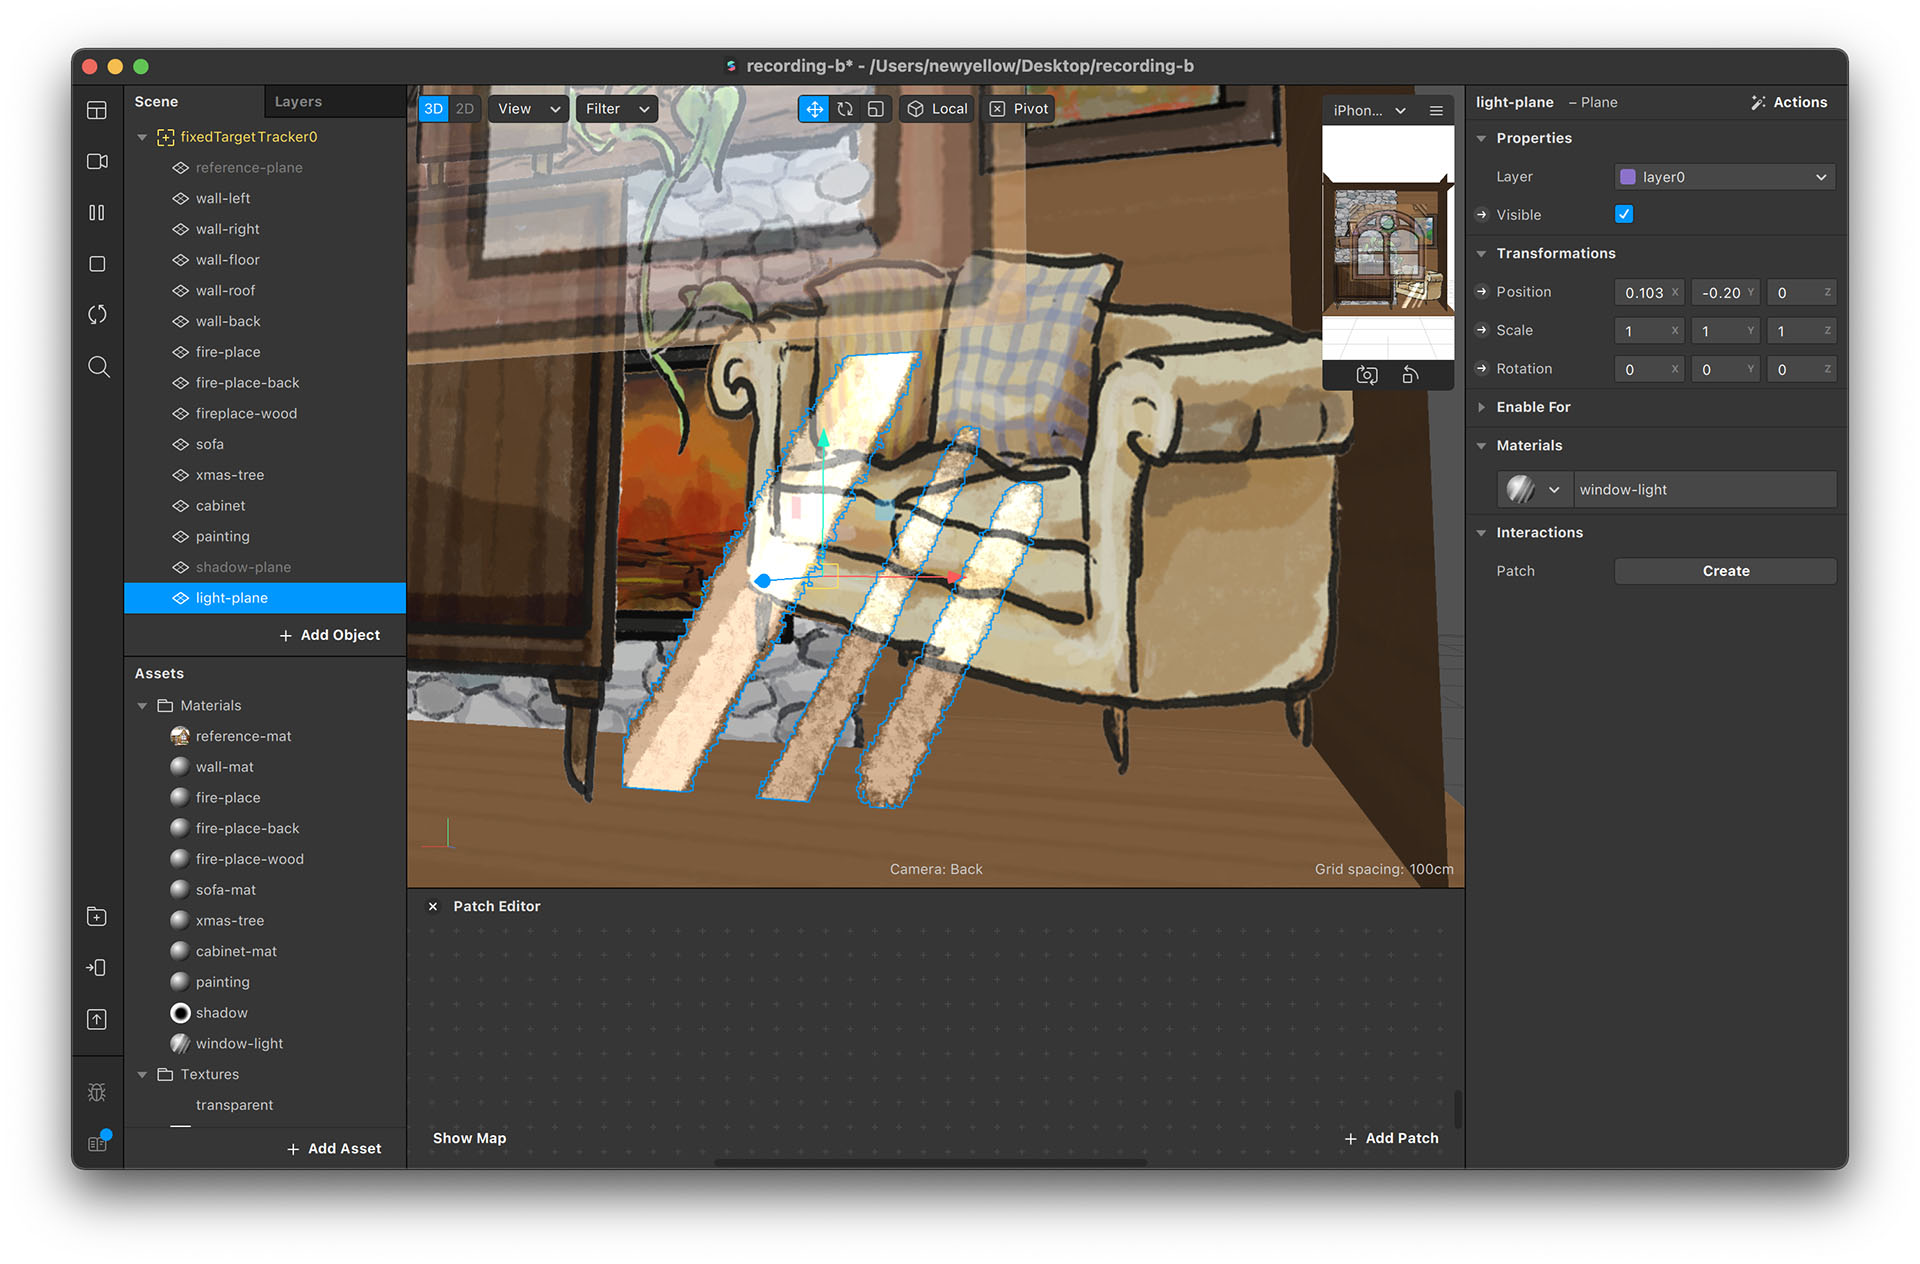 recording-b* - /Users/newyellow/Desktop/recording-b
Scene
Layers
fixedTargetTracker0
reference-plane
wall-left
wall-right
wall-floor
wall-roof
wall-back
fire-place
fire-place-back
fireplace-wood
sofa
xmas-tree
cabinet
painting
shadow-plane
light-plane
+ Add Object
Assets
Materials
reference-mat
wall-mat
fire-place
fire-place-back
fire-place-wood
sofa-mat
xmas-tree
cabinet-mat
painting
shadow
window-light
Textures
transparent
+ Add Asset
3D 2D View Filter Local Pivot
iPhon...
Camera: Back
Grid spacing: 100cm
Patch Editor
Show Map
+ Add Patch
light-plane – Plane Actions
Properties
Layer layer0
Visible
Transformations
Position 0.103 X -0.20 Y 0 Z
Scale 1 X 1 Y 1 Z
Rotation 0 X 0 Y 0 Z
Enable For
Materials
window-light
Interactions
Patch Create